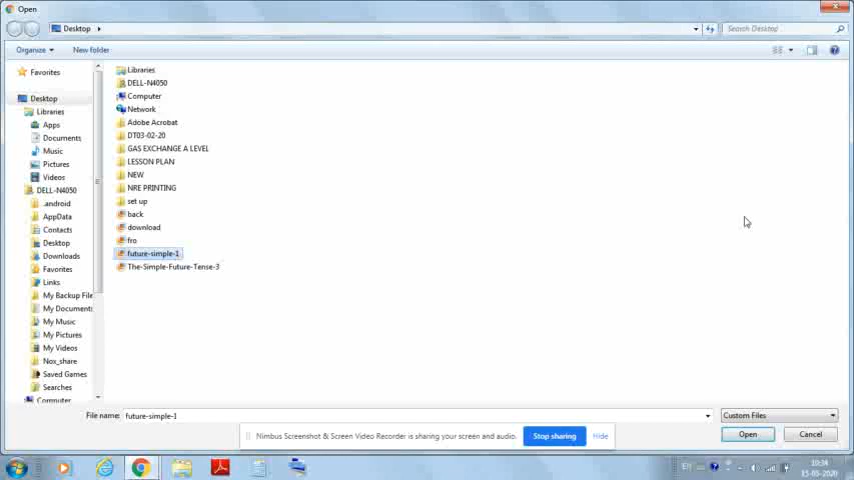 Open
Desktop
Search Desktop
Organize
New folder
Favorites
Desktop
Libraries
Apps
Documents
Music
Pictures
Videos
DELL-N4050
.android
AppData
Contacts
Desktop
Downloads
Favorites
Links
My Backup File
My Documents
My Music
My Pictures
My Videos
Nox_share
Saved Games
Searches
Computer
Libraries
DELL-N4050
Computer
Network
Adobe Acrobat
DT03-02-20
GAS EXCHANGE A LEVEL
LESSON PLAN
NEW
NRE PRINTING
set up
back
download
fro
future-simple-1
The-Simple-Future-Tense-3
File name: future-simple-1
Custom Files
Open
Cancel
Nimbus Screenshot & Screen Video Recorder is sharing your screen and audio.
Stop sharing
Hide
EN
10:34
15-05-2020